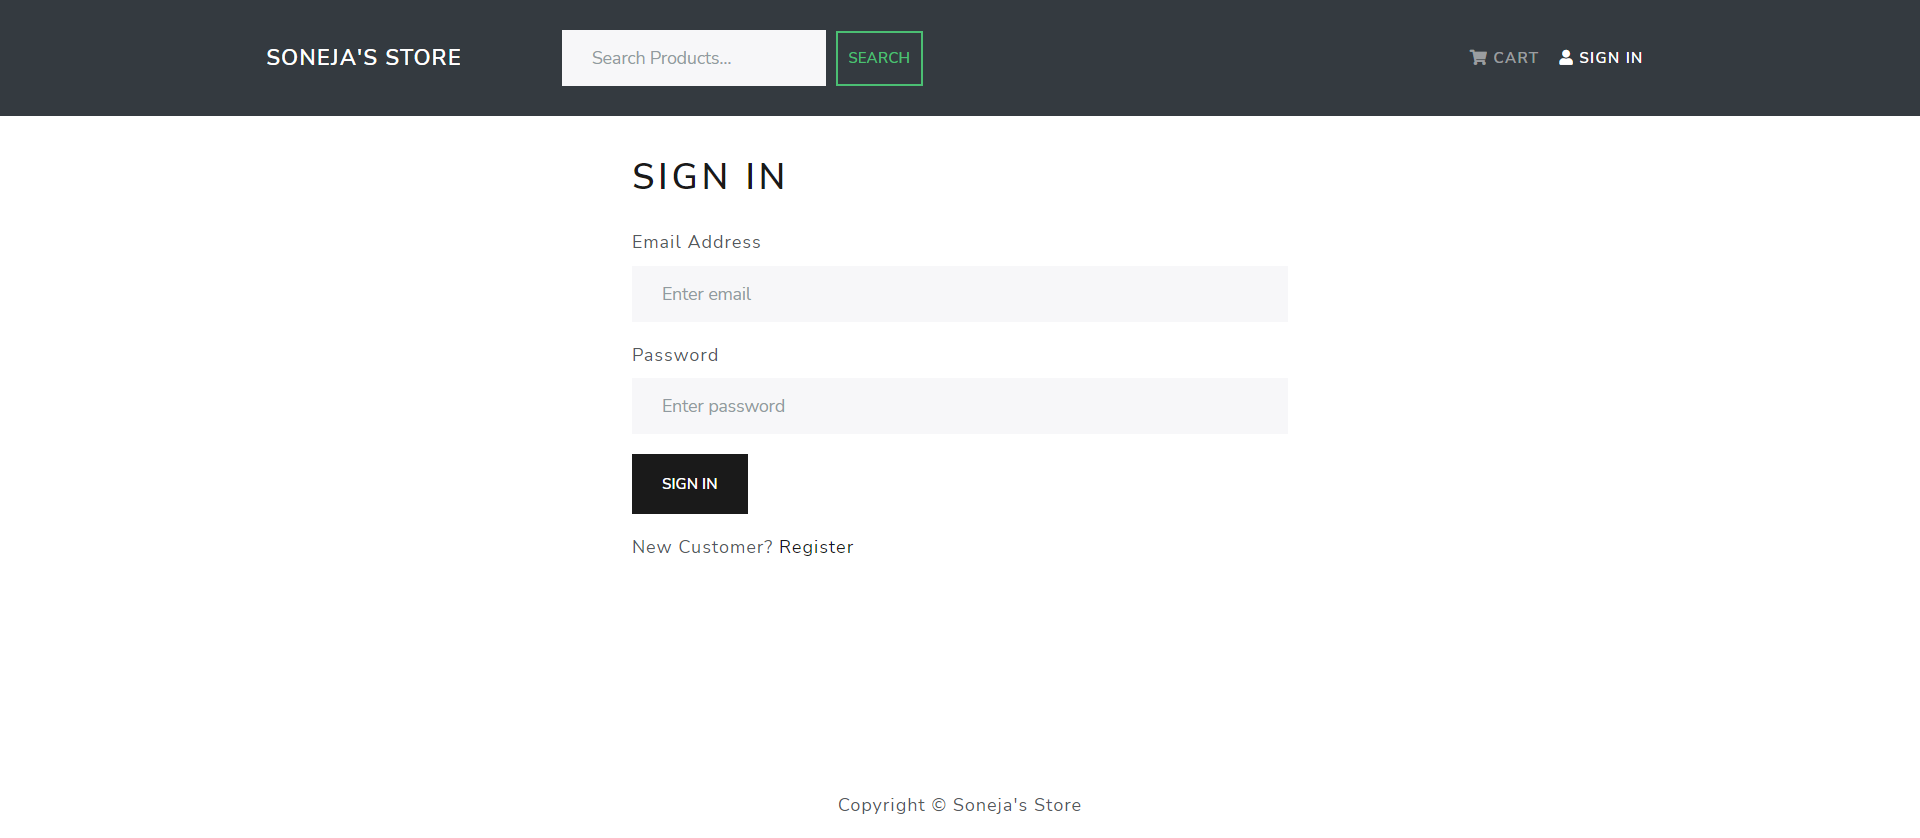 SONEJA'S STORE
Search Products...
SEARCH
CART
SIGN IN
SIGN IN
Email Address
Enter email
Password
Enter password
SIGN IN
New Customer? Register
Copyright © Soneja's Store